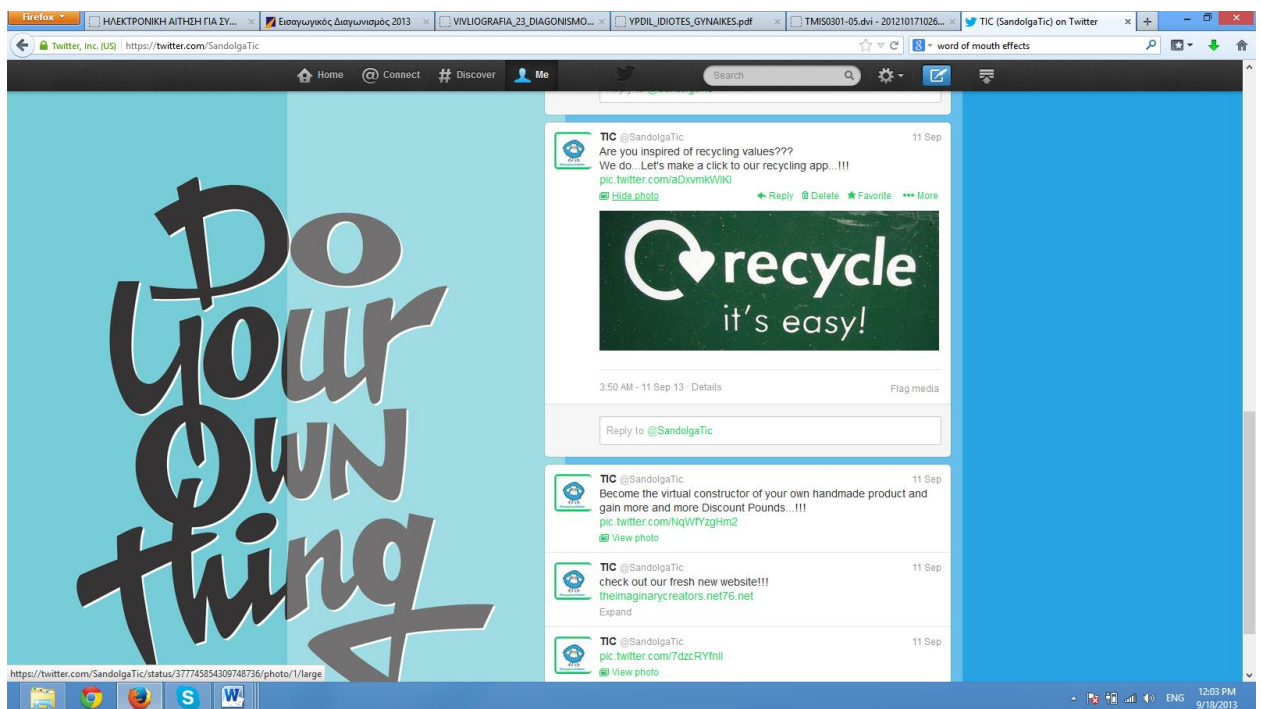 Firefox
ΗΛΕΚΤΡΟΝΙΚΗ ΑΙΤΗΣΗ ΓΙΑ ΣΥ...
Εισαγωγικός Διαγωνισμός 2013
VIVLIOGRAFIA_23_DIAGONISMO...
YPDIL_IDIOTES_GYNAIKES.pdf
TMIS0301-05.dvi - 201210171026...
TIC (SandolgaTic) on Twitter
Twitter, Inc. (US) https://twitter.com/SandolgaTic
word of mouth effects
Home Connect Discover Me Search
TIC @SandolgaTic 11 Sep
Are you inspired of recycling values???
We do...Let's make a click to our recycling app...!!!
pic.twitter.com/aDxvmkWIKI
Hide photo Reply Delete Favorite More
recycle
it's easy!
3:50 AM - 11 Sep 13 · Details Flag media
Reply to @SandolgaTic
TIC @SandolgaTic 11 Sep
Become the virtual constructor of your own handmade product and
gain more and more Discount Pounds...!!!
pic.twitter.com/NqWfYzgHm2
View photo
TIC @SandolgaTic 11 Sep
check out our fresh new website!!!
theimaginarycreators.net76.net
Expand
TIC @SandolgaTic 11 Sep
pic.twitter.com/7dzcRYfnII
View photo
Do
Your
OWN
thing
https://twitter.com/SandolgaTic/status/377745854309748736/photo/1/large
ENG
12:03 PM
9/18/2013